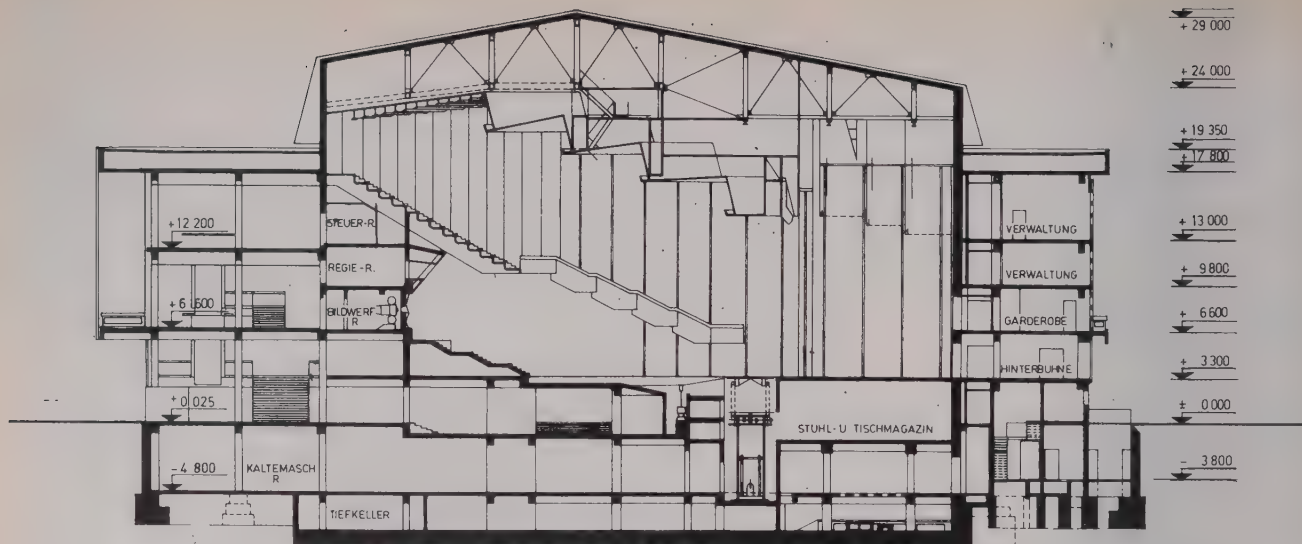 + 29 000
+ 24 000
+ 19 350
+ 17 800
+ 12 200
STEUER-R.
VERWALTUNG
+ 13 000
REGIE-R.
VERWALTUNG
+ 9 800
+ 6 600
BILDWERF
R
GARDEROBE
+ 6 600
HINTERBUHNE
+ 3 300
+ 0 025
± 0 000
STUHL- U TISCHMAGAZIN
- 4 800
KALTEMASCH
R
- 3 800
TIEFKELLER